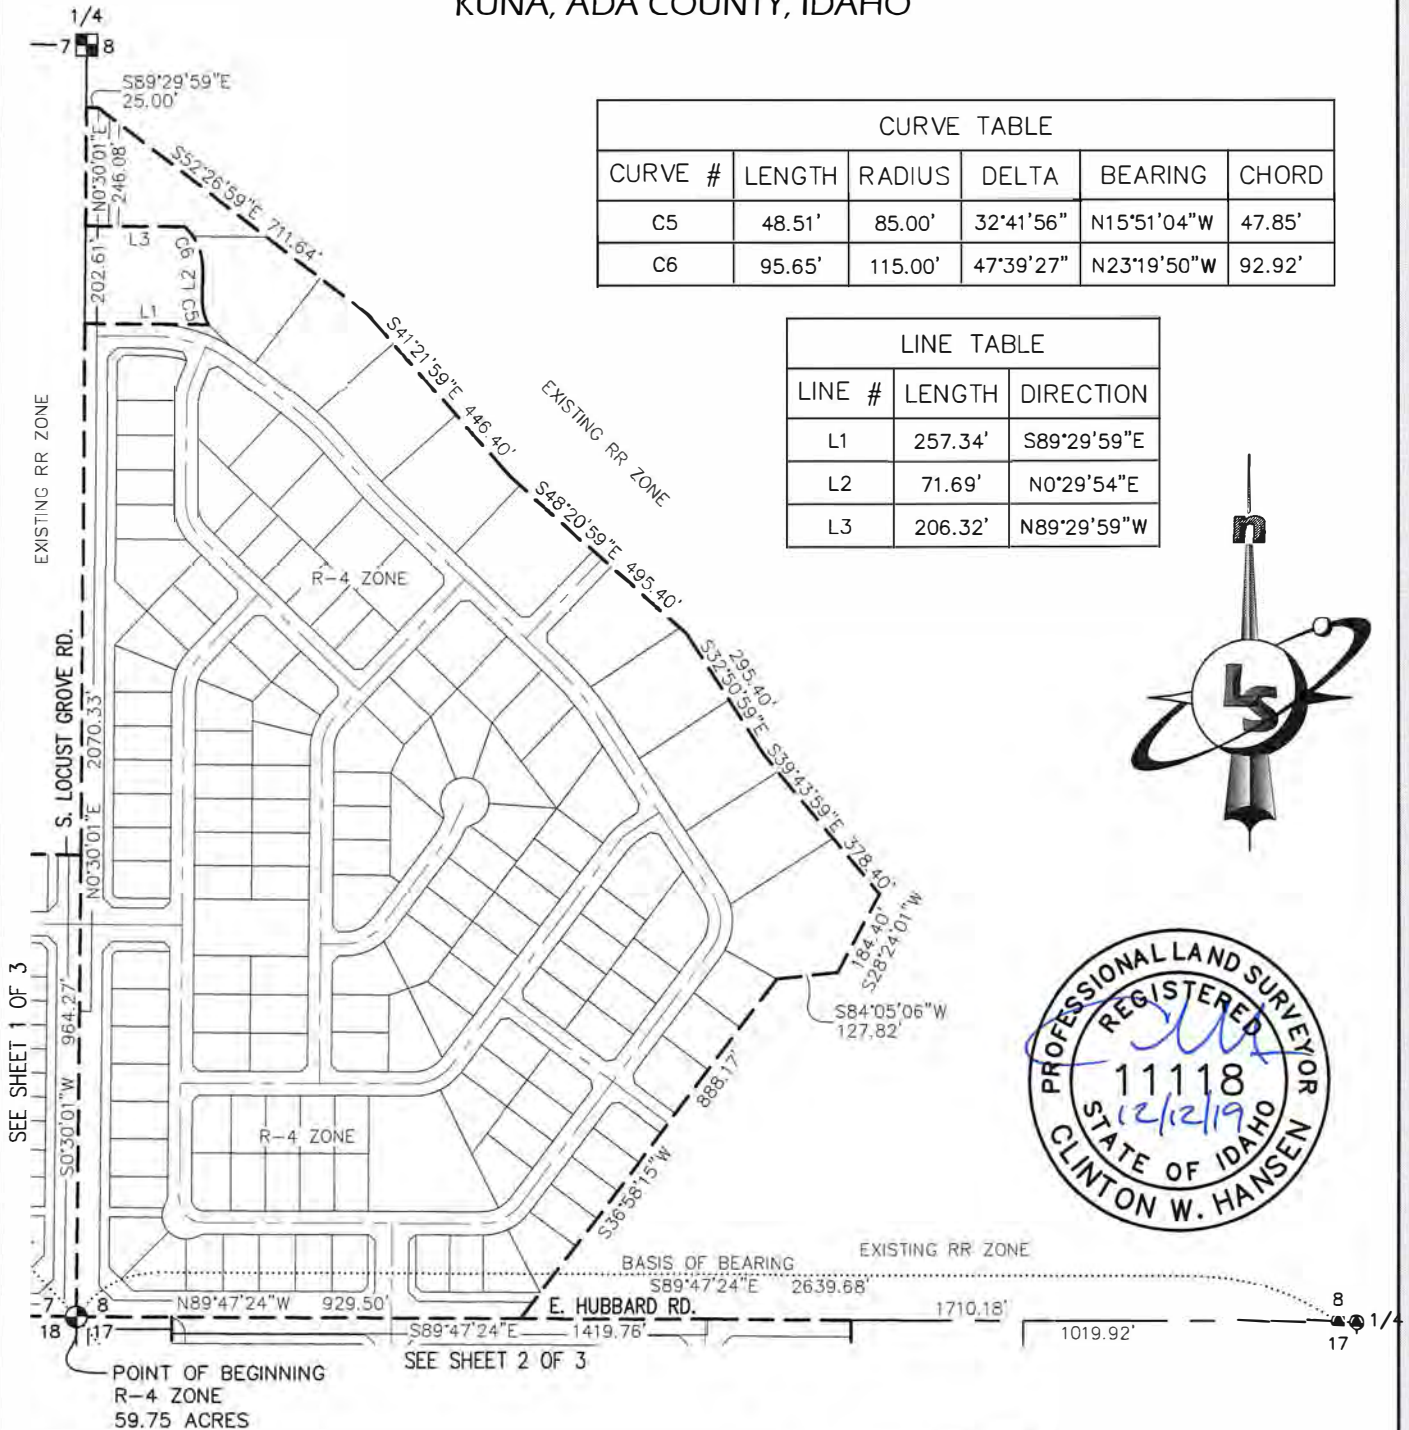 KUNA, ADA COUNTY, IDAHO
1/4
7 8
S89°29'59"E
25.00'
N0°30'01"E
246.08'
S52°26'59"E 711.64'
L3
C6 L2 C5
202.61'
L1
CURVE TABLE
CURVE # LENGTH RADIUS DELTA BEARING CHORD
C5 48.51' 85.00' 32°41'56" N15°51'04"W 47.85'
C6 95.65' 115.00' 47°39'27" N23°19'50"W 92.92'
LINE TABLE
LINE # LENGTH DIRECTION
L1 257.34' S89°29'59"E
L2 71.69' N0°29'54"E
L3 206.32' N89°29'59"W
S41°21'59"E 446.40'
EXISTING RR ZONE
EXISTING RR ZONE
S48°20'59"E 495.40'
R-4 ZONE
n
LS
S. LOCUST GROVE RD.
N0°30'01"E 2070.33'
295.40'
S32°50'59"E
S39°43'59"E 378.40'
184.40'
S28°24'01"W
S84°05'06"W
127.82'
SEE SHEET 1 OF 3
S0°30'01"W 964.27'
888.17'
S36°58'15"W
R-4 ZONE
PROFESSIONAL LAND SURVEYOR
REGISTERED
11118
12/12/19
STATE OF IDAHO
CLINTON W. HANSEN
BASIS OF BEARING
EXISTING RR ZONE
S89°47'24"E 2639.68'
7 8
N89°47'24"W 929.50'
E. HUBBARD RD.
1710.18'
8
1/4
18 17
S89°47'24"E 1419.76'
1019.92'
17
SEE SHEET 2 OF 3
POINT OF BEGINNING
R-4 ZONE
59.75 ACRES